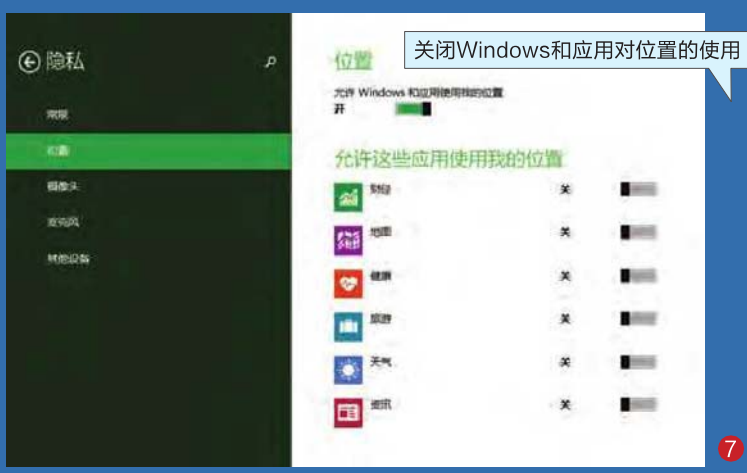 隐私
常规
位置
摄像头
麦克风
其他设备
位置
关闭Windows和应用对位置的使用
允许 Windows 和应用使用我的位置
开
允许这些应用使用我的位置
财经 关
地图 关
健康 关
旅游 关
天气 关
资讯 关
7